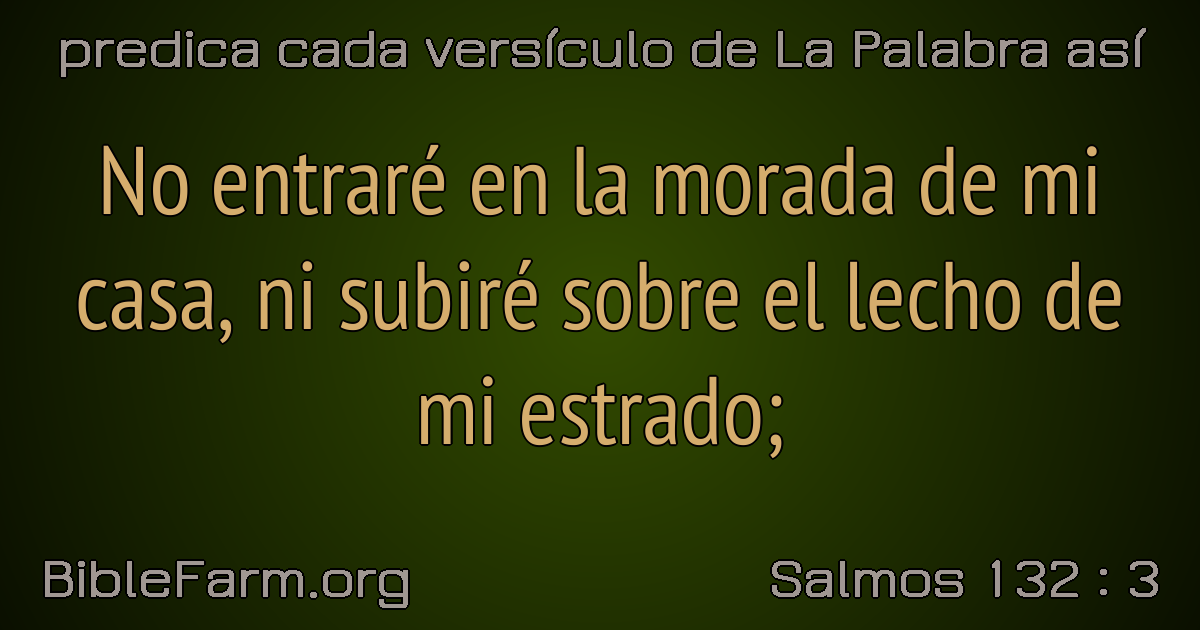 predica cada versículo de La Palabra así
No entraré en la morada de mi
casa, ni subiré sobre el lecho de
mi estrado;
BibleFarm.org
Salmos 132 : 3